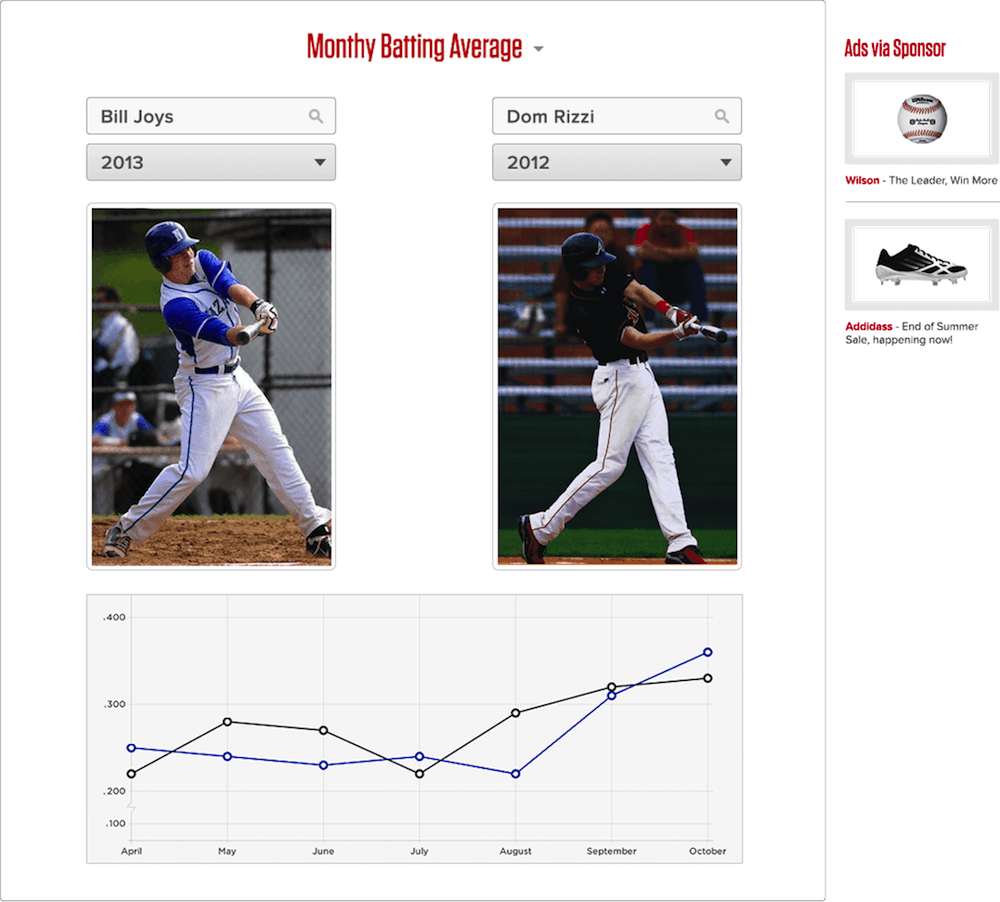 Monthy Batting Average
Ads via Sponsor
Bill Joys
Dom Rizzi
2013
2012
Wilson
Wilson - The Leader, Win More
Addidass - End of Summer
Sale, happening now!
.400
.300
.200
.100
April May June July August September October